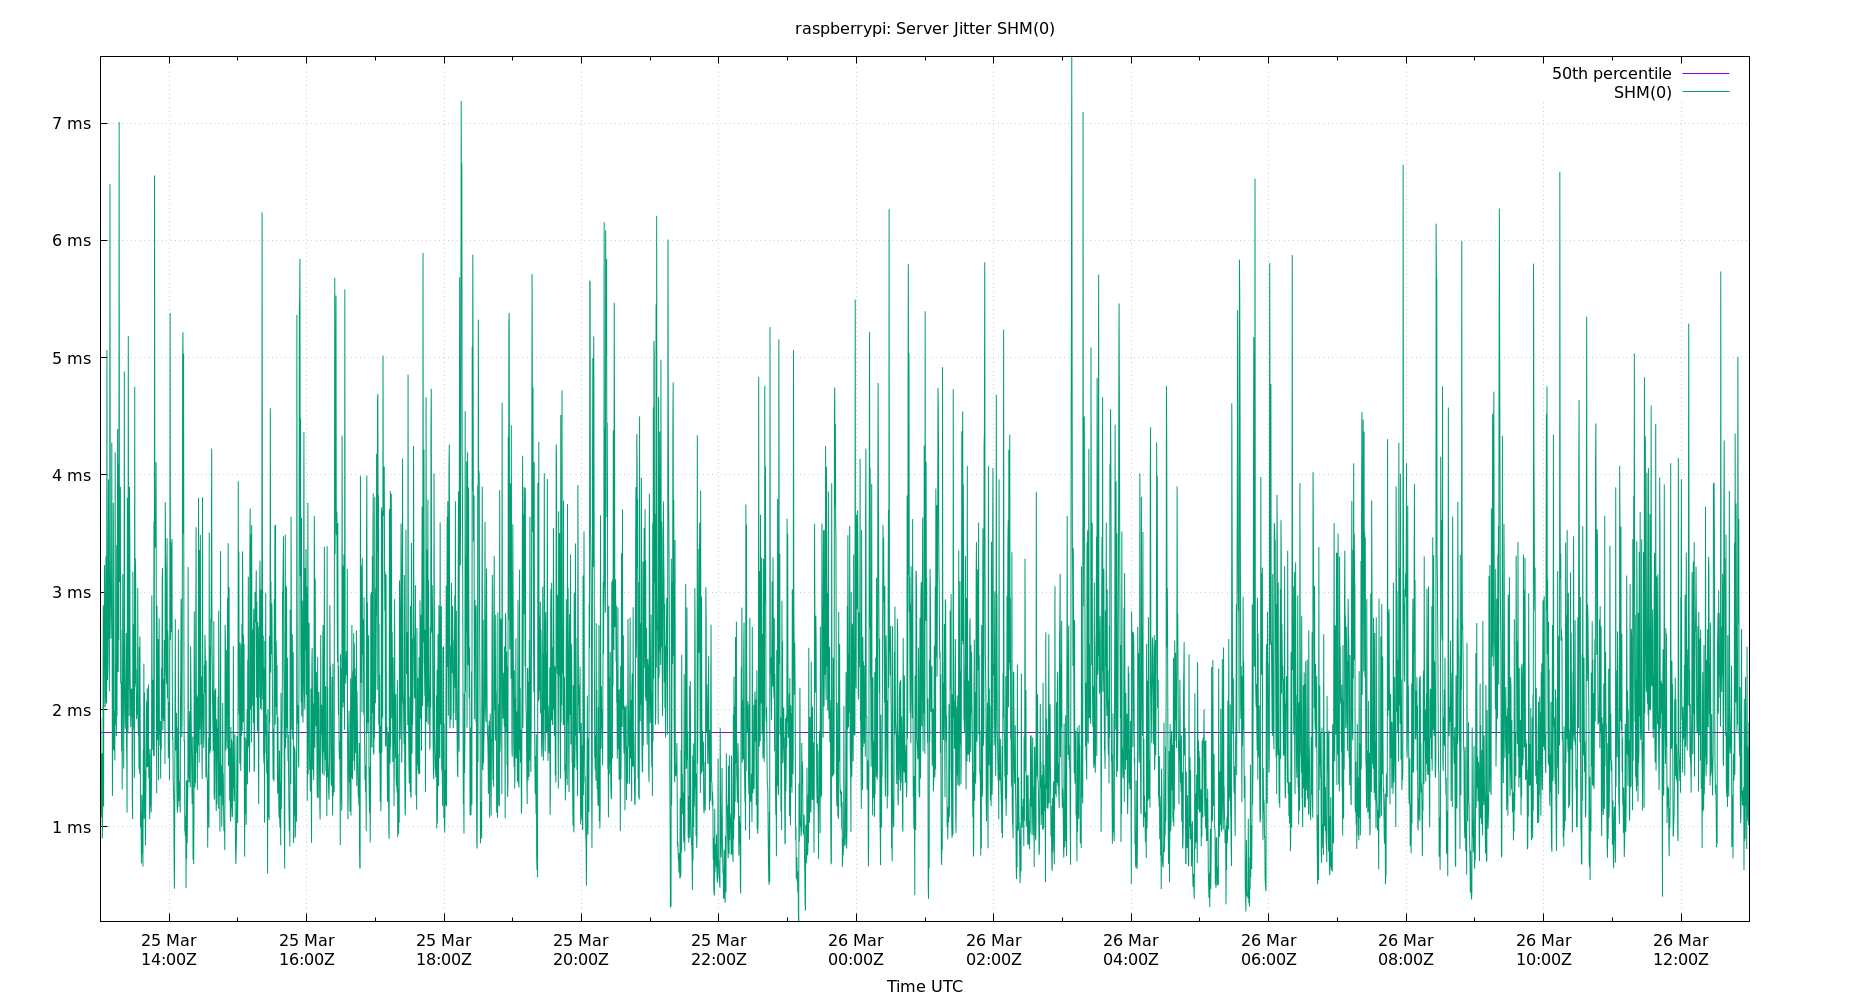 raspberrypi: Server Jitter SHM(0)
50th percentile
SHM(0)
7 ms
6 ms
5 ms
4 ms
3 ms
2 ms
1 ms
25 Mar 25 Mar 25 Mar 25 Mar 25 Mar 26 Mar 26 Mar 26 Mar 26 Mar 26 Mar 26 Mar 26 Mar
14:00Z 16:00Z 18:00Z 20:00Z 22:00Z 00:00Z 02:00Z 04:00Z 06:00Z 08:00Z 10:00Z 12:00Z
Time UTC